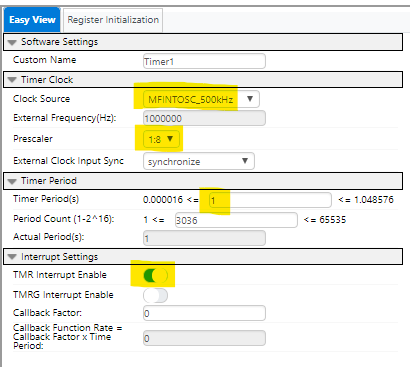 Easy View Register Initialization
Software Settings
Custom Name Timer1
Timer Clock
Clock Source MFINTOSC_500kHz
External Frequency(Hz): 1000000
Prescaler 1:8
External Clock Input Sync synchronize
Timer Period
Timer Period(s) 0.000016 <= 1 <= 1.048576
Period Count (1-2^16): 1 <= 3036 <= 65535
Actual Period(s): 1
Interrupt Settings
TMR Interrupt Enable
TMRG Interrupt Enable
Callback Factor: 0
Callback Function Rate =
Callback Factor x Time 0
Period: